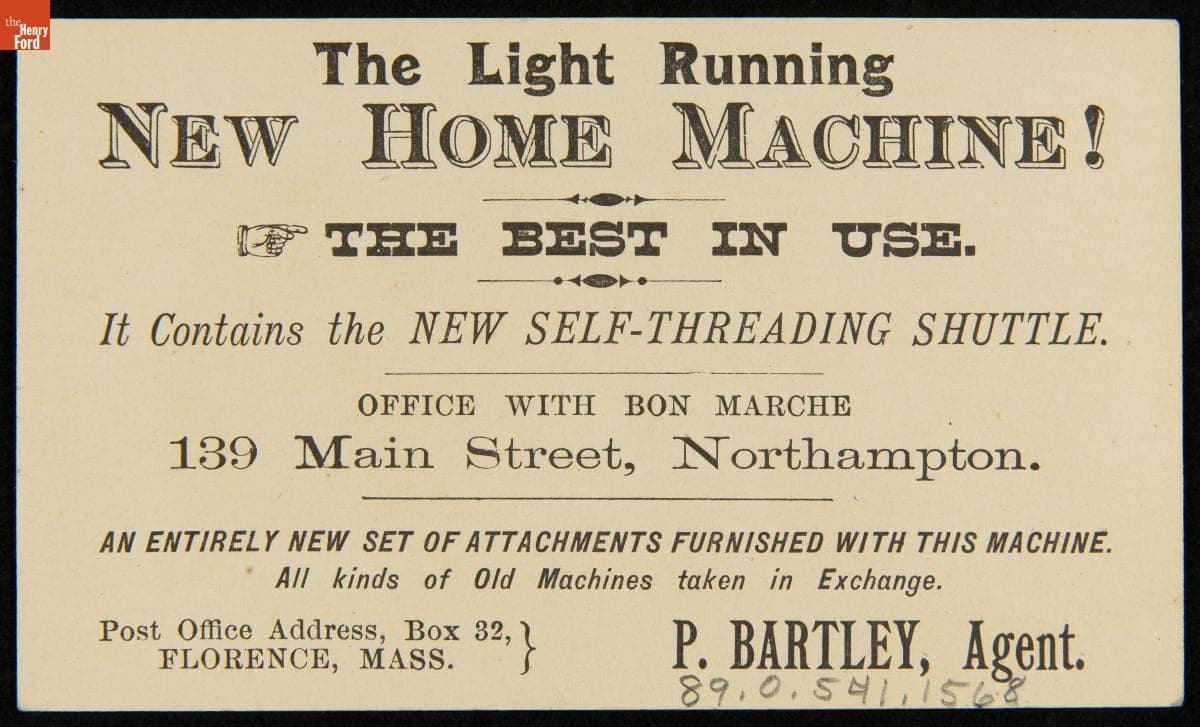 the
Henry
Ford
The Light Running
NEW HOME MACHINE!
THE BEST IN USE.
It Contains the NEW SELF-THREADING SHUTTLE.
OFFICE WITH BON MARCHE
139 Main Street, Northampton.
AN ENTIRELY NEW SET OF ATTACHMENTS FURNISHED WITH THIS MACHINE.
All kinds of Old Machines taken in Exchange.
Post Office Address, Box 32,
FLORENCE, MASS. }
P. BARTLEY, Agent.
89.0.541.1568